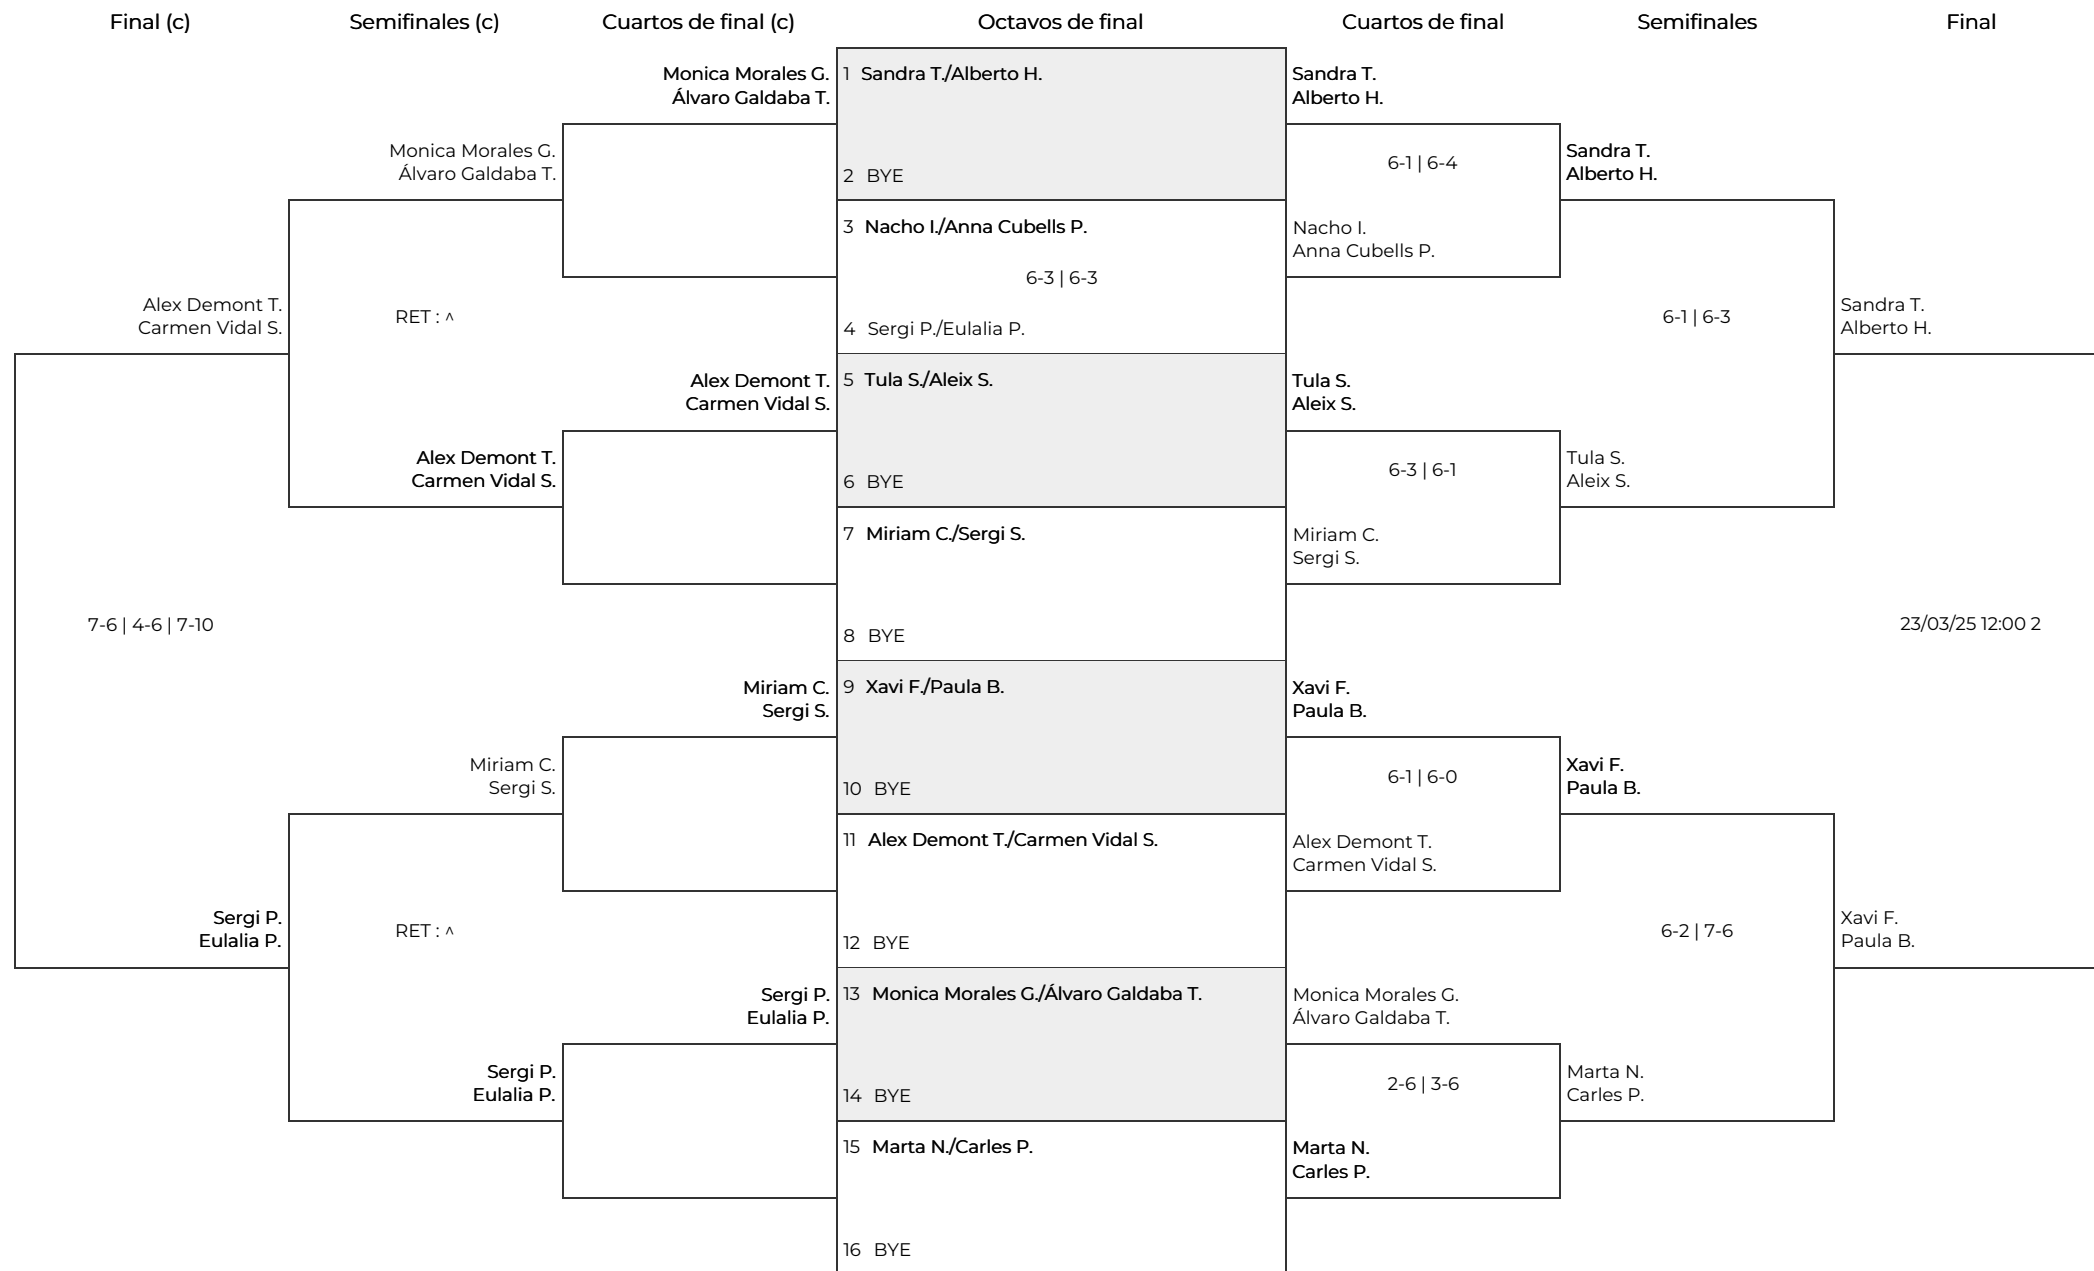 Final (c) Semifinales (c) Cuartos de final (c) Octavos de final Cuartos de final Semifinales Final
Monica Morales G.
Álvaro Galdaba T.
1 Sandra T./Alberto H.
Sandra T.
Alberto H.
Monica Morales G.
Álvaro Galdaba T.
6-1 | 6-4
Sandra T.
Alberto H.
2 BYE
3 Nacho I./Anna Cubells P.
Nacho I.
Anna Cubells P.
6-3 | 6-3
Alex Demont T.
Carmen Vidal S.
RET : ^
4 Sergi P./Eulalia P.
6-1 | 6-3
Sandra T.
Alberto H.
Alex Demont T.
Carmen Vidal S.
5 Tula S./Aleix S.
Tula S.
Aleix S.
Alex Demont T.
Carmen Vidal S.
6 BYE
6-3 | 6-1
Tula S.
Aleix S.
7 Miriam C./Sergi S.
Miriam C.
Sergi S.
7-6 | 4-6 | 7-10
8 BYE
23/03/25 12:00 2
Miriam C.
Sergi S.
9 Xavi F./Paula B.
Xavi F.
Paula B.
Miriam C.
Sergi S.
10 BYE
6-1 | 6-0
Xavi F.
Paula B.
11 Alex Demont T./Carmen Vidal S.
Alex Demont T.
Carmen Vidal S.
Sergi P.
Eulalia P.
RET : ^
12 BYE
6-2 | 7-6
Xavi F.
Paula B.
Sergi P.
Eulalia P.
13 Monica Morales G./Álvaro Galdaba T.
Monica Morales G.
Álvaro Galdaba T.
Sergi P.
Eulalia P.
14 BYE
2-6 | 3-6
Marta N.
Carles P.
15 Marta N./Carles P.
Marta N.
Carles P.
16 BYE